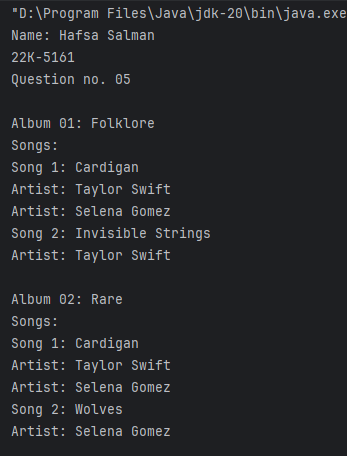 "D:\Program Files\Java\jdk-20\bin\java.exe
Name: Hafsa Salman
22K-5161
Question no. 05
Album 01: Folklore
Songs:
Song 1: Cardigan
Artist: Taylor Swift
Artist: Selena Gomez
Song 2: Invisible Strings
Artist: Taylor Swift
Album 02: Rare
Songs:
Song 1: Cardigan
Artist: Taylor Swift
Artist: Selena Gomez
Song 2: Wolves
Artist: Selena Gomez